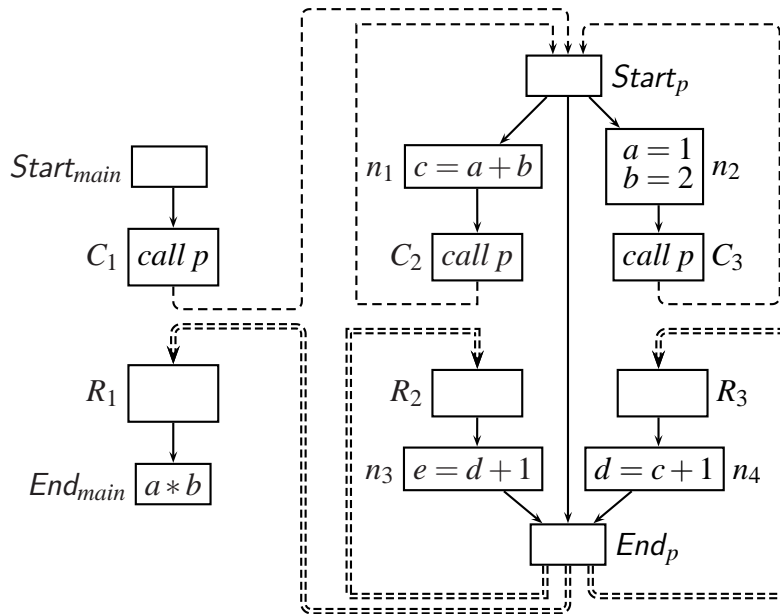 Start_p
n_1 c = a + b
a = 1
b = 2 n_2
Start_main
C_1 call p
C_2 call p
call p C_3
R_1
R_2
R_3
End_main a ∗ b
n_3 e = d + 1
d = c + 1 n_4
End_p